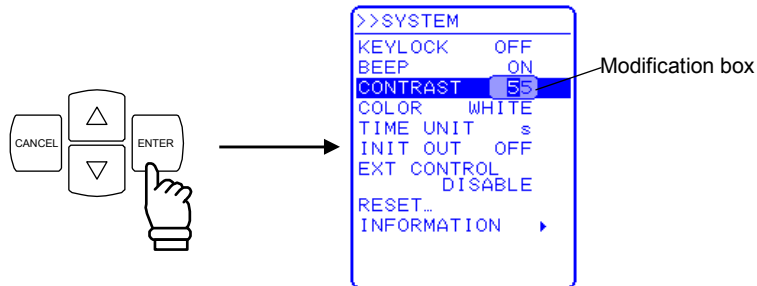 CANCEL
△
▽
ENTER
>>SYSTEM
KEYLOCK OFF
BEEP ON
CONTRAST 55
COLOR WHITE
TIME UNIT s
INIT OUT OFF
EXT CONTROL
DISABLE
RESET…
INFORMATION ▸
Modification box